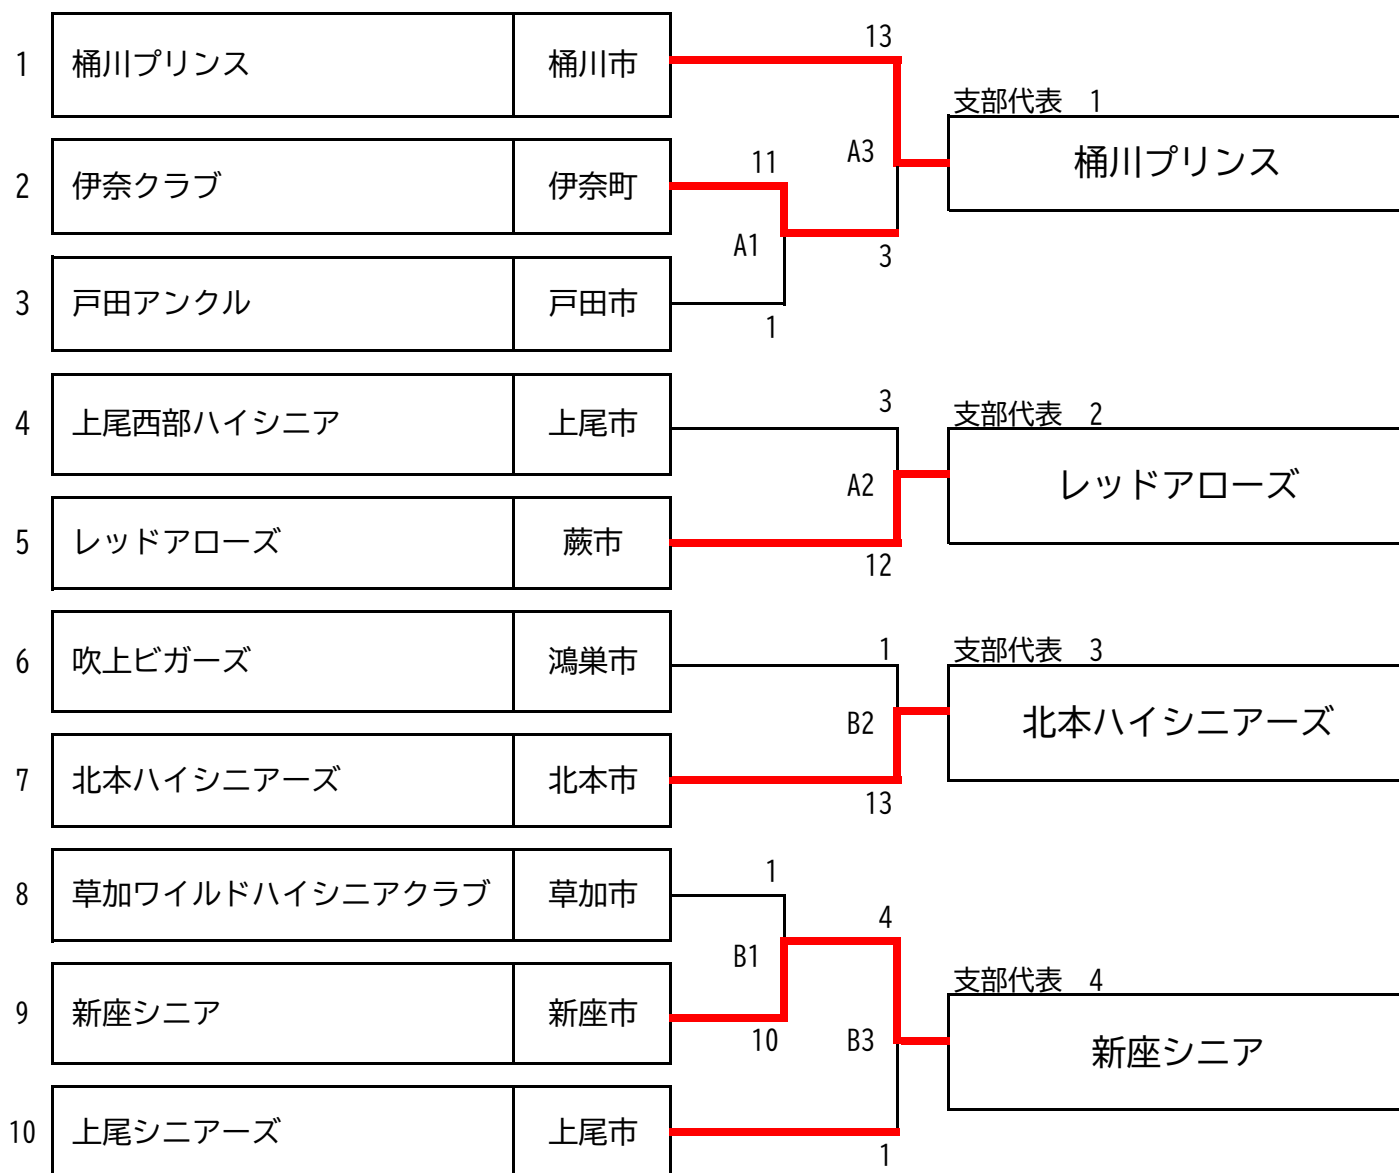 13
1 桶川プリンス 桶川市
支部代表 1
桶川プリンス
A3
11
2 伊奈クラブ 伊奈町
A1
3
3 戸田アンクル 戸田市
1
3
支部代表 2
4 上尾西部ハイシニア 上尾市
レッドアローズ
A2
5 レッドアローズ 蕨市
12
1
支部代表 3
6 吹上ビガーズ 鴻巣市
北本ハイシニアーズ
B2
7 北本ハイシニアーズ 北本市
13
1
8 草加ワイルドハイシニアクラブ 草加市
4
B1
支部代表 4
9 新座シニア 新座市
10
B3
新座シニア
10 上尾シニアーズ 上尾市
1